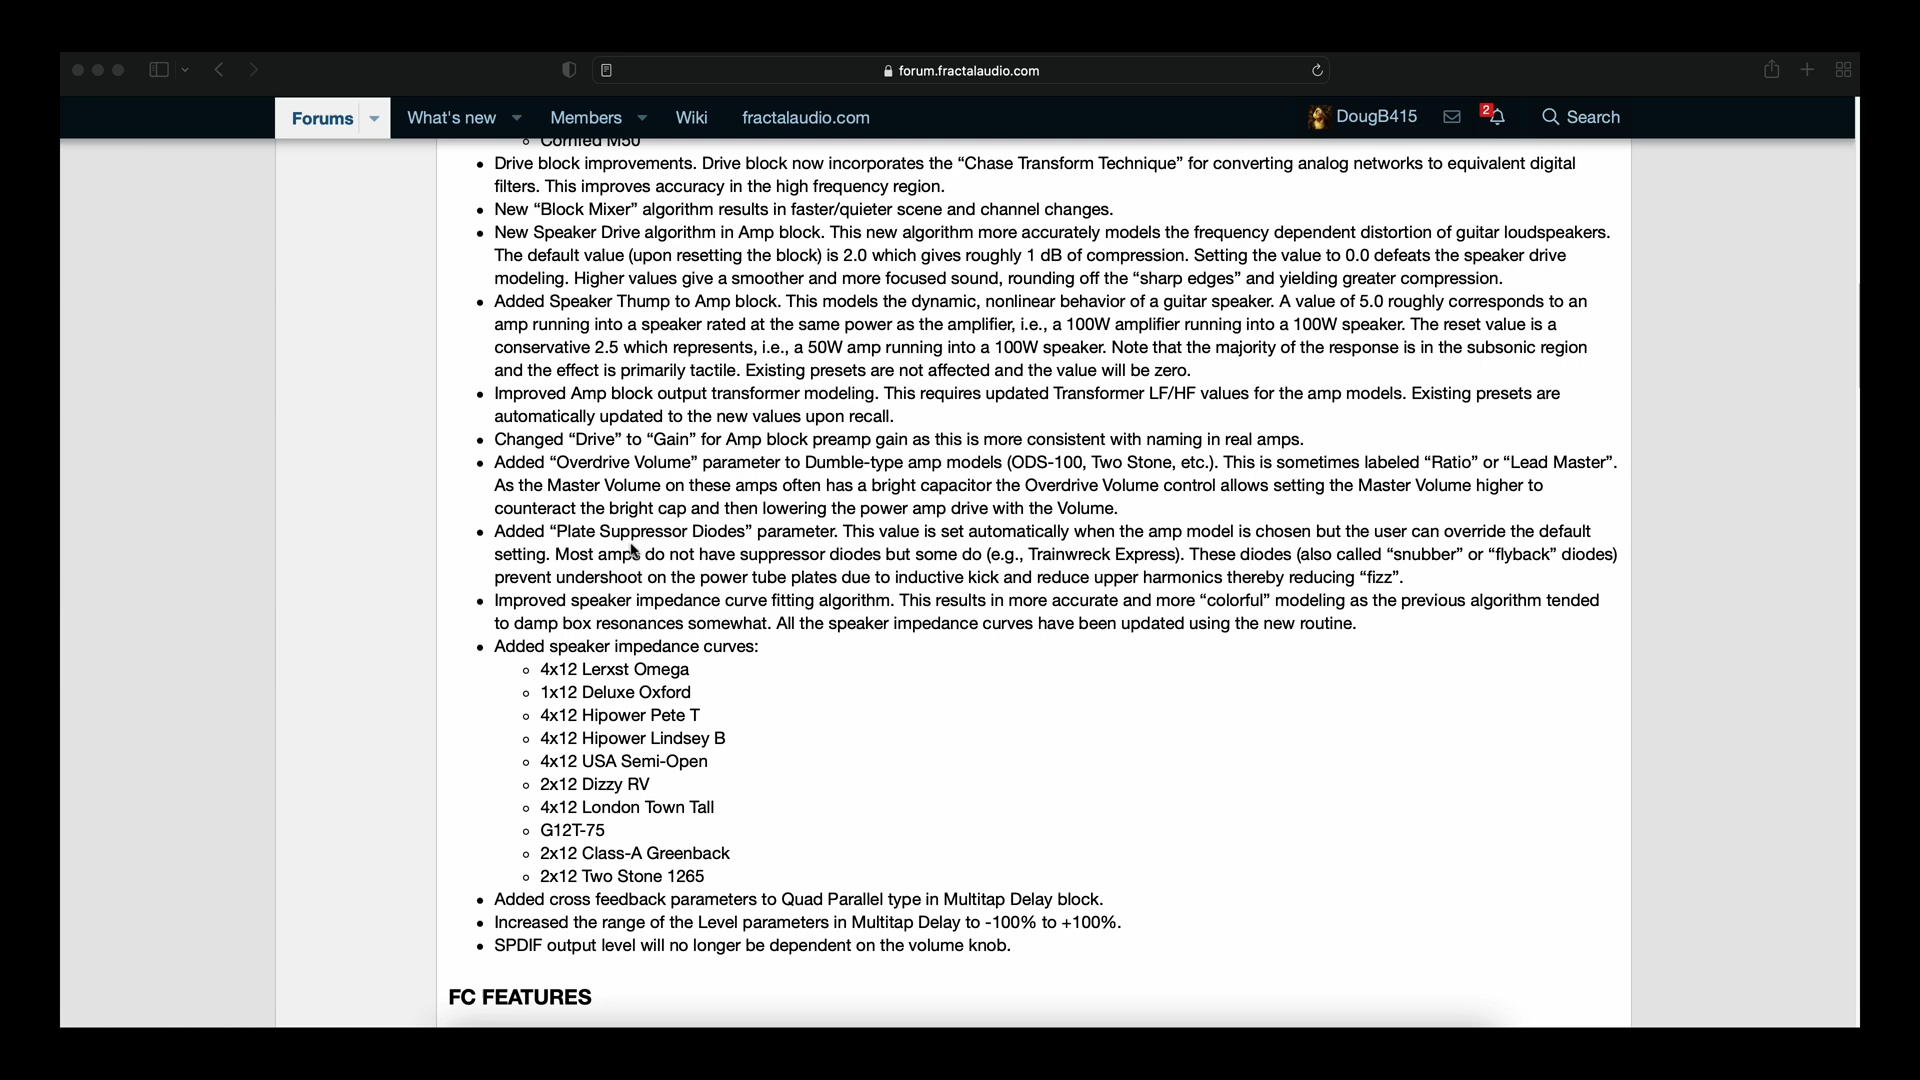 forum.fractalaudio.com
Forums What's new Members Wiki fractalaudio.com DougB415 2 Search
Cornfed M50
Drive block improvements. Drive block now incorporates the “Chase Transform Technique” for converting analog networks to equivalent digital
filters. This improves accuracy in the high frequency region.
New “Block Mixer” algorithm results in faster/quieter scene and channel changes.
New Speaker Drive algorithm in Amp block. This new algorithm more accurately models the frequency dependent distortion of guitar loudspeakers.
The default value (upon resetting the block) is 2.0 which gives roughly 1 dB of compression. Setting the value to 0.0 defeats the speaker drive
modeling. Higher values give a smoother and more focused sound, rounding off the “sharp edges” and yielding greater compression.
Added Speaker Thump to Amp block. This models the dynamic, nonlinear behavior of a guitar speaker. A value of 5.0 roughly corresponds to an
amp running into a speaker rated at the same power as the amplifier, i.e., a 100W amplifier running into a 100W speaker. The reset value is a
conservative 2.5 which represents, i.e., a 50W amp running into a 100W speaker. Note that the majority of the response is in the subsonic region
and the effect is primarily tactile. Existing presets are not affected and the value will be zero.
Improved Amp block output transformer modeling. This requires updated Transformer LF/HF values for the amp models. Existing presets are
automatically updated to the new values upon recall.
Changed “Drive” to “Gain” for Amp block preamp gain as this is more consistent with naming in real amps.
Added “Overdrive Volume” parameter to Dumble-type amp models (ODS-100, Two Stone, etc.). This is sometimes labeled “Ratio” or “Lead Master”.
As the Master Volume on these amps often has a bright capacitor the Overdrive Volume control allows setting the Master Volume higher to
counteract the bright cap and then lowering the power amp drive with the Volume.
Added “Plate Suppressor Diodes” parameter. This value is set automatically when the amp model is chosen but the user can override the default
setting. Most amps do not have suppressor diodes but some do (e.g., Trainwreck Express). These diodes (also called “snubber” or “flyback” diodes)
prevent undershoot on the power tube plates due to inductive kick and reduce upper harmonics thereby reducing “fizz”.
Improved speaker impedance curve fitting algorithm. This results in more accurate and more “colorful” modeling as the previous algorithm tended
to damp box resonances somewhat. All the speaker impedance curves have been updated using the new routine.
Added speaker impedance curves:
4x12 Lerxst Omega
1x12 Deluxe Oxford
4x12 Hipower Pete T
4x12 Hipower Lindsey B
4x12 USA Semi-Open
2x12 Dizzy RV
4x12 London Town Tall
G12T-75
2x12 Class-A Greenback
2x12 Two Stone 1265
Added cross feedback parameters to Quad Parallel type in Multitap Delay block.
Increased the range of the Level parameters in Multitap Delay to -100% to +100%.
SPDIF output level will no longer be dependent on the volume knob.
FC FEATURES